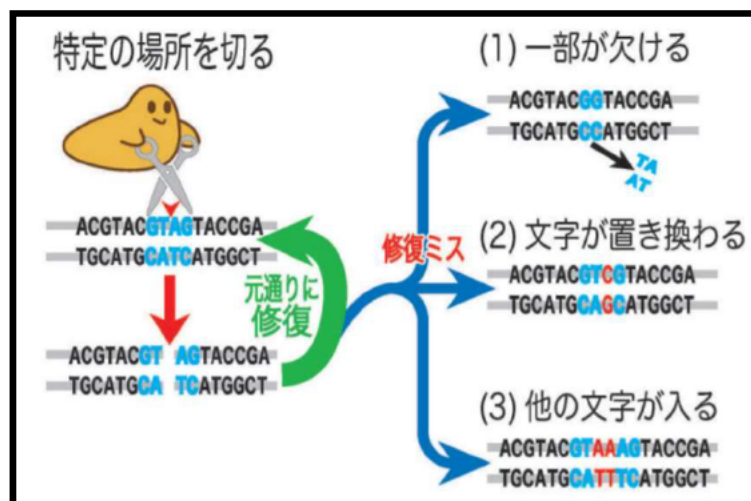 特定の場所を切る
ACGTACGTAGTACCGA
TGCATGCATCATGGCT
元通りに
修復
ACGTACGT AGTACCGA
TGCATGCA TCATGGCT
修復ミス
(1) 一部が欠ける
ACGTACGGTACCGA
TGCATGCCATGGCT
TA
AT
(2) 文字が置き換わる
ACGTACGTCGTACCGA
TGCATGCAGCATGGCT
(3) 他の文字が入る
ACGTACGTAAAGTACCGA
TGCATGCATTTCATGGCT